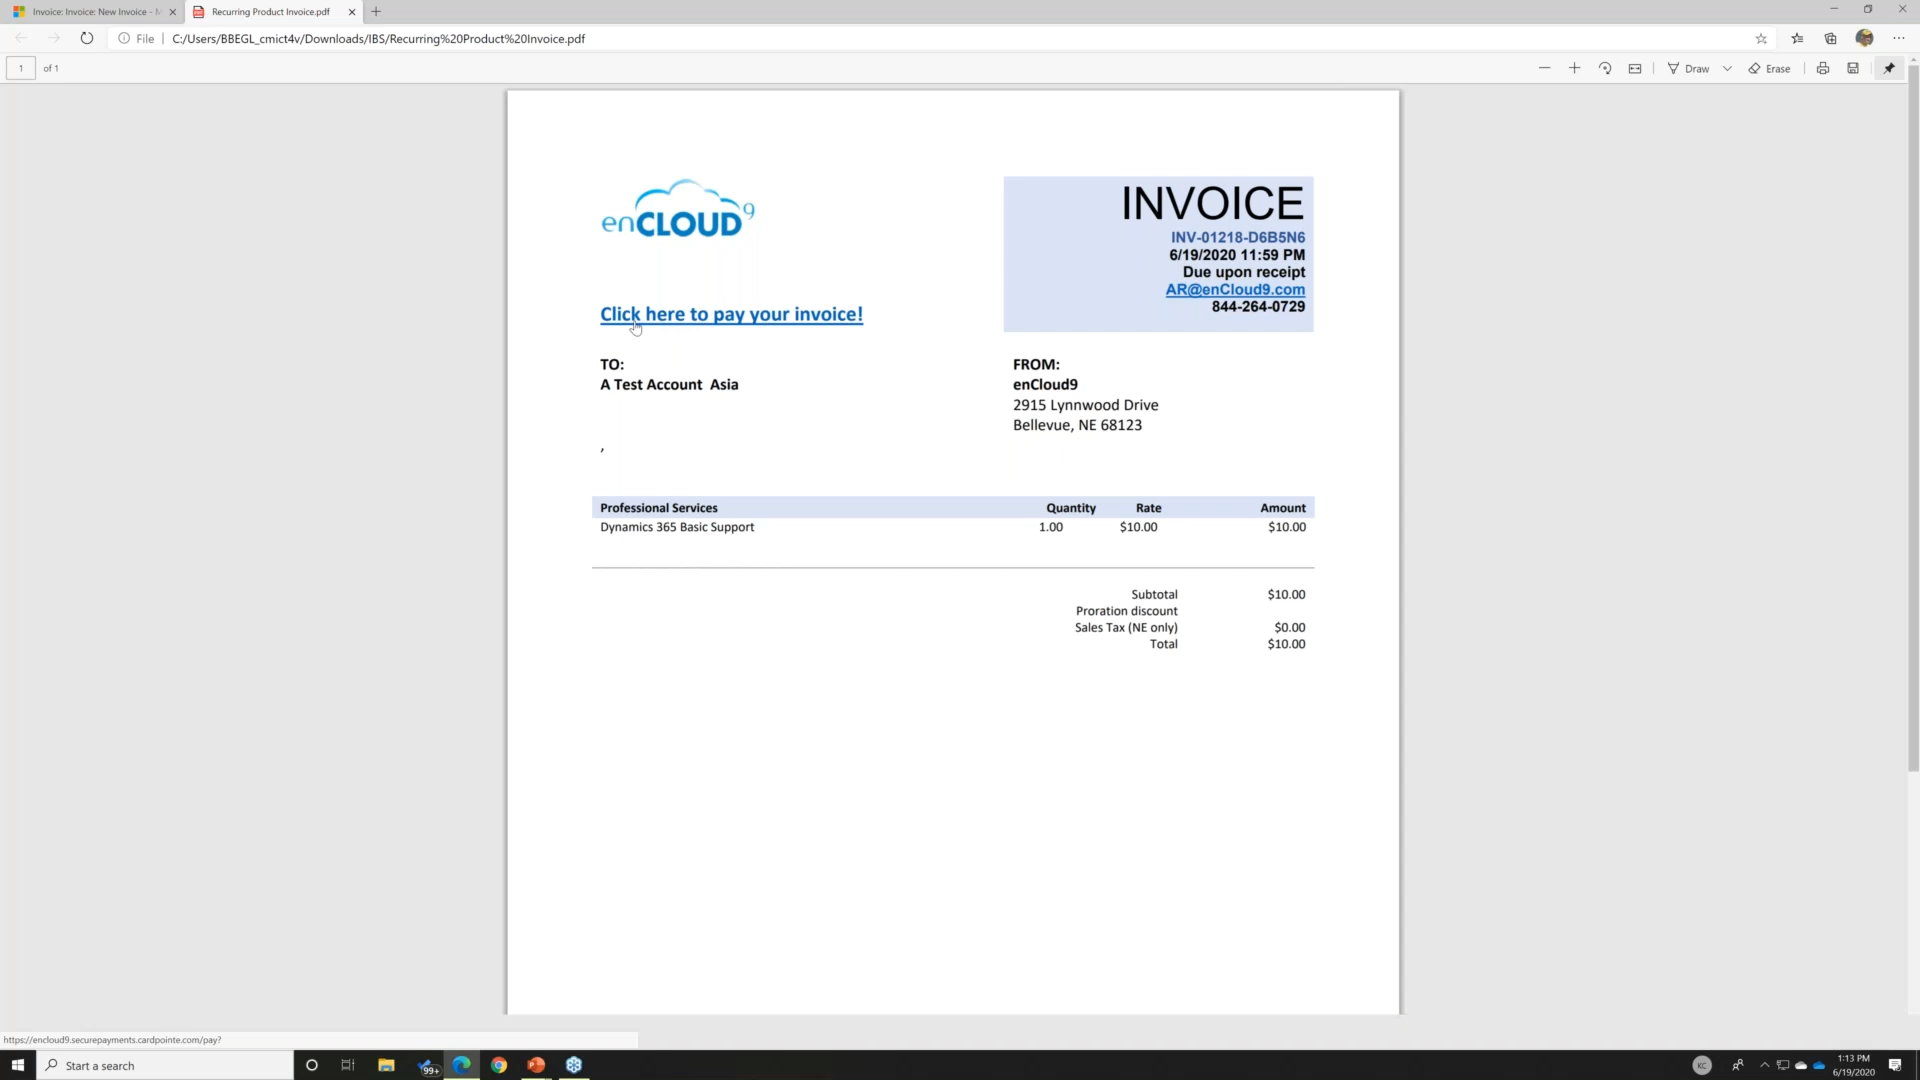 Invoice: Invoice: New Invoice - M
Recurring Product Invoice.pdf
File
C:/Users/BBEGL_cmict4v/Downloads/IBS/Recurring%20Product%20Invoice.pdf
1 of 1
Draw
Erase
enCLOUD9
INVOICE
INV-01218-D6B5N6
6/19/2020 11:59 PM
Due upon receipt
AR@enCloud9.com
844-264-0729
Click here to pay your invoice!
TO:
A Test Account  Asia
,
FROM:
enCloud9
2915 Lynnwood Drive
Bellevue, NE 68123
Professional Services Quantity Rate Amount
Dynamics 365 Basic Support 1.00 $10.00 $10.00
Subtotal $10.00
Proration discount
Sales Tax (NE only) $0.00
Total $10.00
https://encloud9.securepayments.cardpointe.com/pay?
Start a search
99+
KC
1:13 PM
6/19/2020